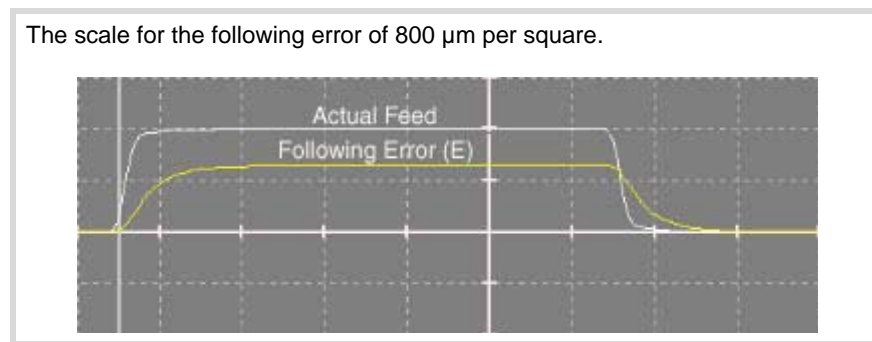 The scale for the following error of 800 μm per square.
Actual Feed
Following Error (E)